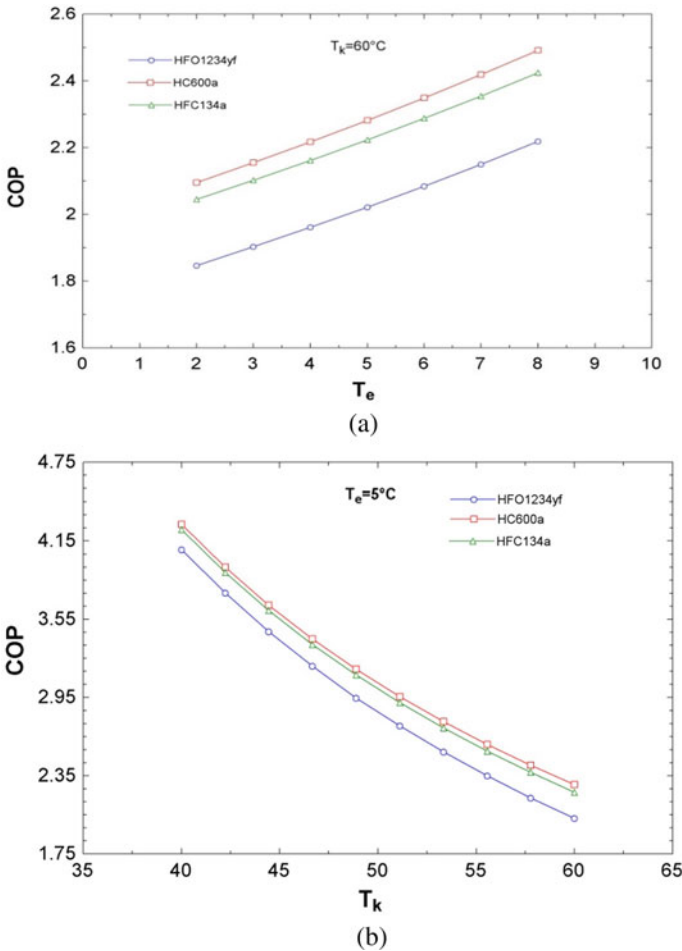 2.6
2.4
2.2
2
1.8
1.6
COP
T_k=60°C
HFO1234yf
HC600a
HFC134a
0 1 2 3 4 5 6 7 8 9 10
T_e
(a)
4.75
4.15
3.55
2.95
2.35
1.75
COP
T_e=5°C
HFO1234yf
HC600a
HFC134a
35 40 45 50 55 60 65
T_k
(b)